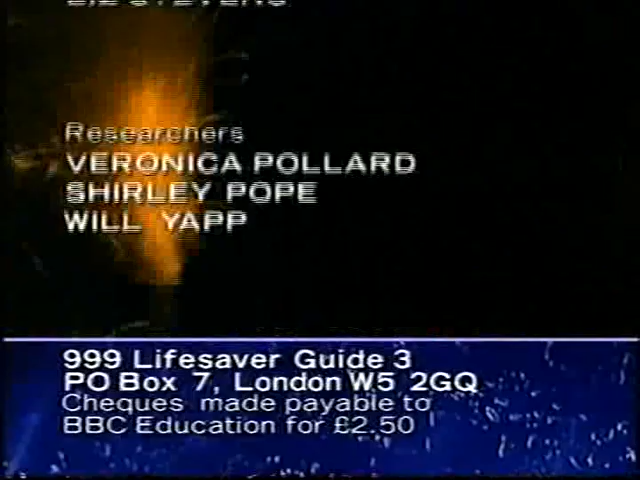 Researchers
VERONICA POLLARD
SHIRLEY POPE
WILL YAPP
999 Lifesaver Guide 3
PO Box 7, London W5 2GQ
Cheques made payable to
BBC Education for £2.50